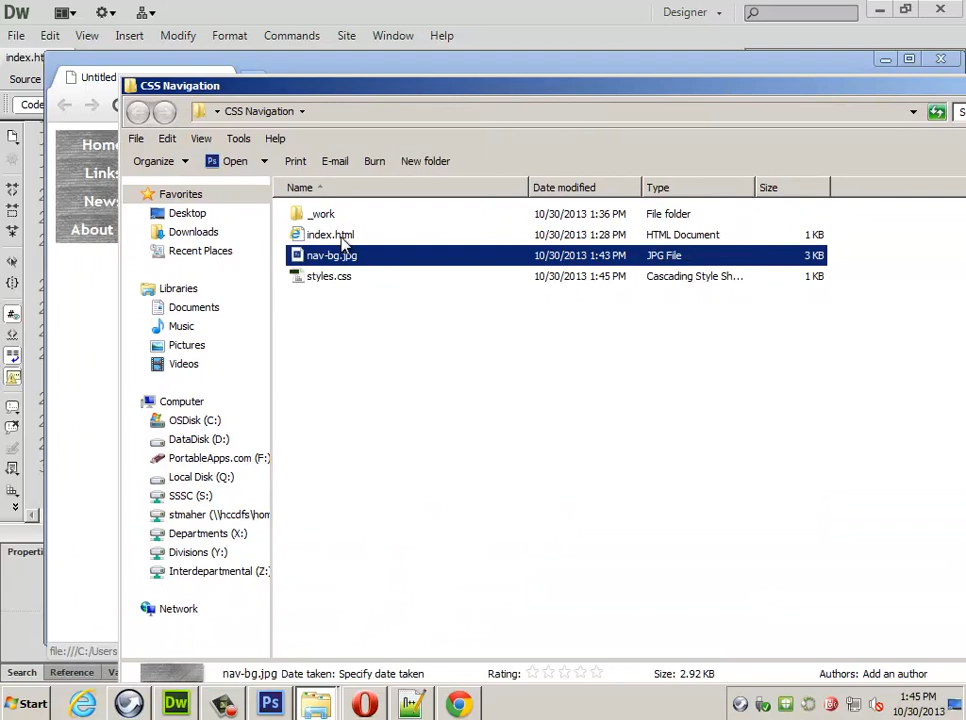 Dw
Designer
File Edit View Insert Modify Format Commands Site Window Help
index.ht
Source
Untitled
Code
CSS Navigation
CSS Navigation
File Edit View Tools Help
Organize Ps Open Print E-mail Burn New folder
Home
Links
News
About
Favorites
Desktop
Downloads
Recent Places
Libraries
Documents
Music
Pictures
Videos
Computer
OSDisk (C:)
DataDisk (D:)
PortableApps.com (F:)
Local Disk (Q:)
SSSC (S:)
stmaher (\\hccdfs\hom
Departments (X:)
Divisions (Y:)
Interdepartmental (Z:)
Network
Name Date modified Type Size
_work 10/30/2013 1:36 PM File folder
index.html 10/30/2013 1:28 PM HTML Document 1 KB
nav-bg.jpg 10/30/2013 1:43 PM JPG File 3 KB
styles.css 10/30/2013 1:45 PM Cascading Style Sh... 1 KB
Properti
file:///C:/Users
Search Reference Va
nav-bg.jpg Date taken: Specify date taken Rating: Size: 2.92 KB Authors: Add an author
Start Dw Ps n++ 1:45 PM
10/30/2013